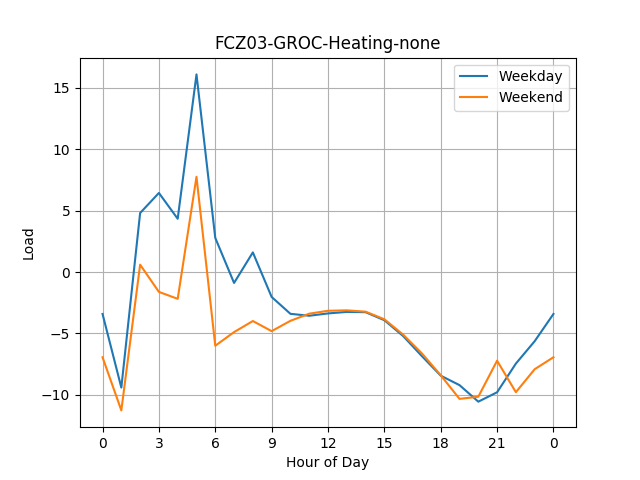 FCZ03-GROC-Heating-none
Weekday
Weekend
15
10
5
0
−5
−10
Load
0 3 6 9 12 15 18 21 0
Hour of Day